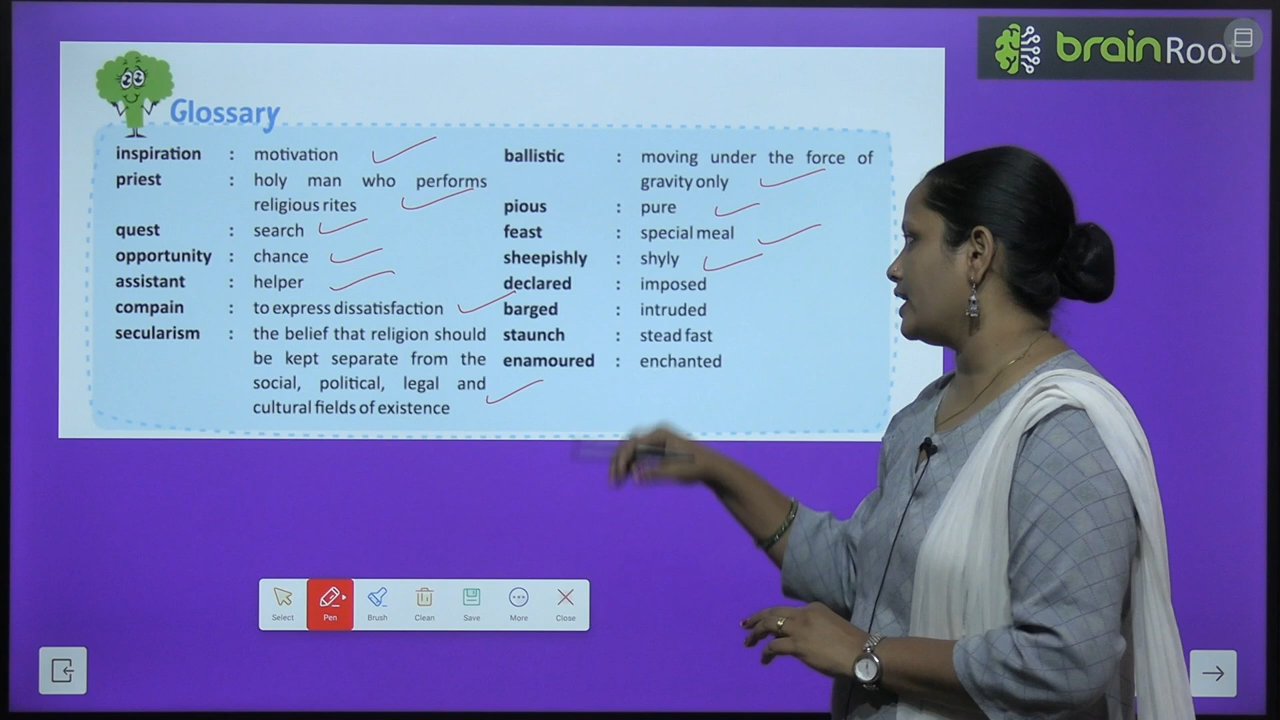 brainRoot
Glossary
inspiration : motivation
priest : holy man who performs
religious rites
quest : search
opportunity : chance
assistant : helper
compain : to express dissatisfaction
secularism : the belief that religion should
be kept separate from the
social, political, legal and
cultural fields of existence
ballistic : moving under the force of
gravity only
pious : pure
feast : special meal
sheepishly : shyly
declared : imposed
barged : intruded
staunch : stead fast
enamoured : enchanted
Select Pen Brush Clean Save More Close